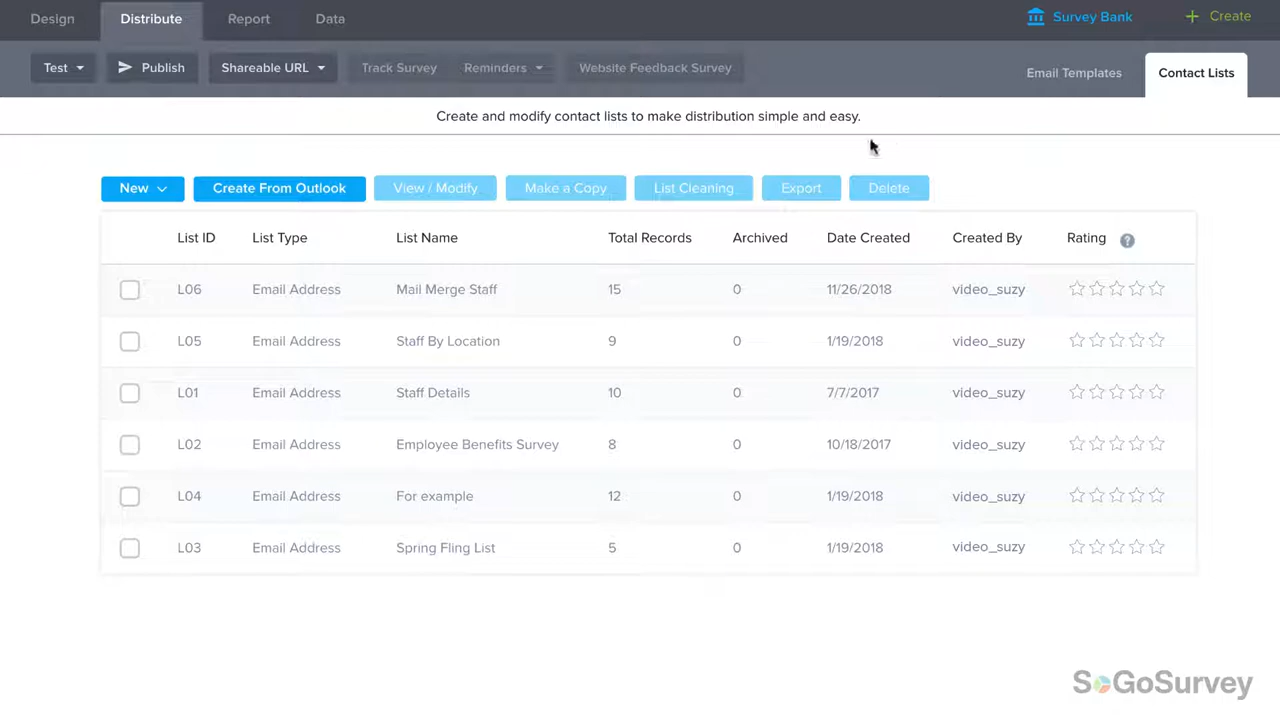 Design Distribute Report Data Survey Bank + Create
Test Publish Shareable URL Track Survey Reminders Website Feedback Survey Email Templates Contact Lists
Create and modify contact lists to make distribution simple and easy.
New Create From Outlook View / Modify Make a Copy List Cleaning Export Delete
List ID List Type List Name Total Records Archived Date Created Created By Rating ?
L06 Email Address Mail Merge Staff 15 0 11/26/2018 video_suzy
L05 Email Address Staff By Location 9 0 1/19/2018 video_suzy
L01 Email Address Staff Details 10 0 7/7/2017 video_suzy
L02 Email Address Employee Benefits Survey 8 0 10/18/2017 video_suzy
L04 Email Address For example 12 0 1/19/2018 video_suzy
L03 Email Address Spring Fling List 5 0 1/19/2018 video_suzy
SoGoSurvey